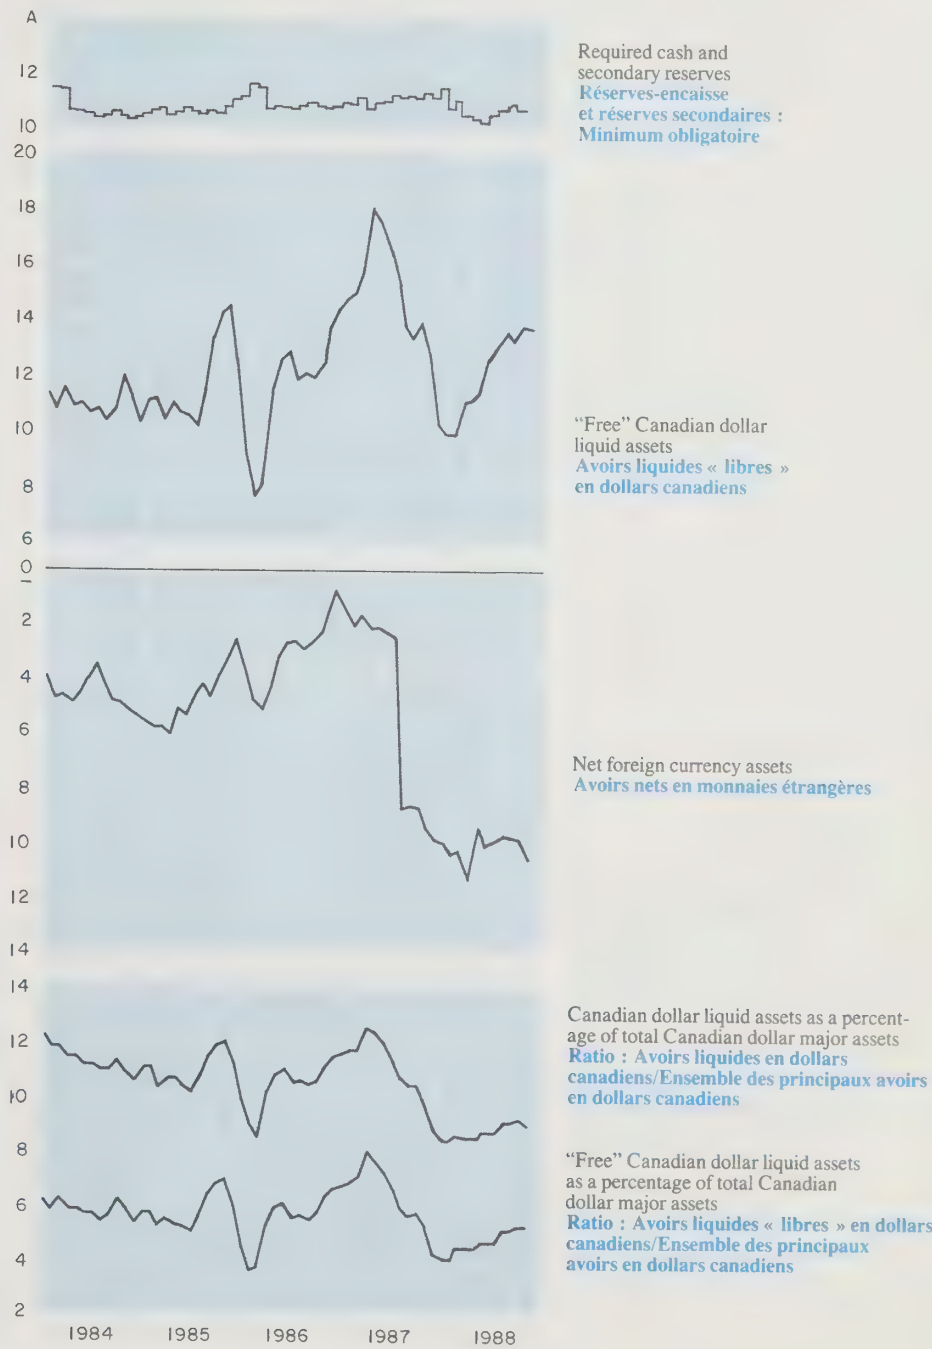 A
12
10
Required cash and
secondary reserves
Réserves-encaisse
et réserves secondaires :
Minimum obligatoire
20
18
16
14
12
10
8
6
"Free" Canadian dollar
liquid assets
Avoirs liquides « libres »
en dollars canadiens
0
–
2
4
6
8
10
12
14
Net foreign currency assets
Avoirs nets en monnaies étrangères
14
12
10
8
6
4
2
Canadian dollar liquid assets as a percent-
age of total Canadian dollar major assets
Ratio : Avoirs liquides en dollars
canadiens/Ensemble des principaux avoirs
en dollars canadiens
"Free" Canadian dollar liquid assets
as a percentage of total Canadian
dollar major assets
Ratio : Avoirs liquides « libres » en dollars
canadiens/Ensemble des principaux
avoirs en dollars canadiens
1984 1985 1986 1987 1988